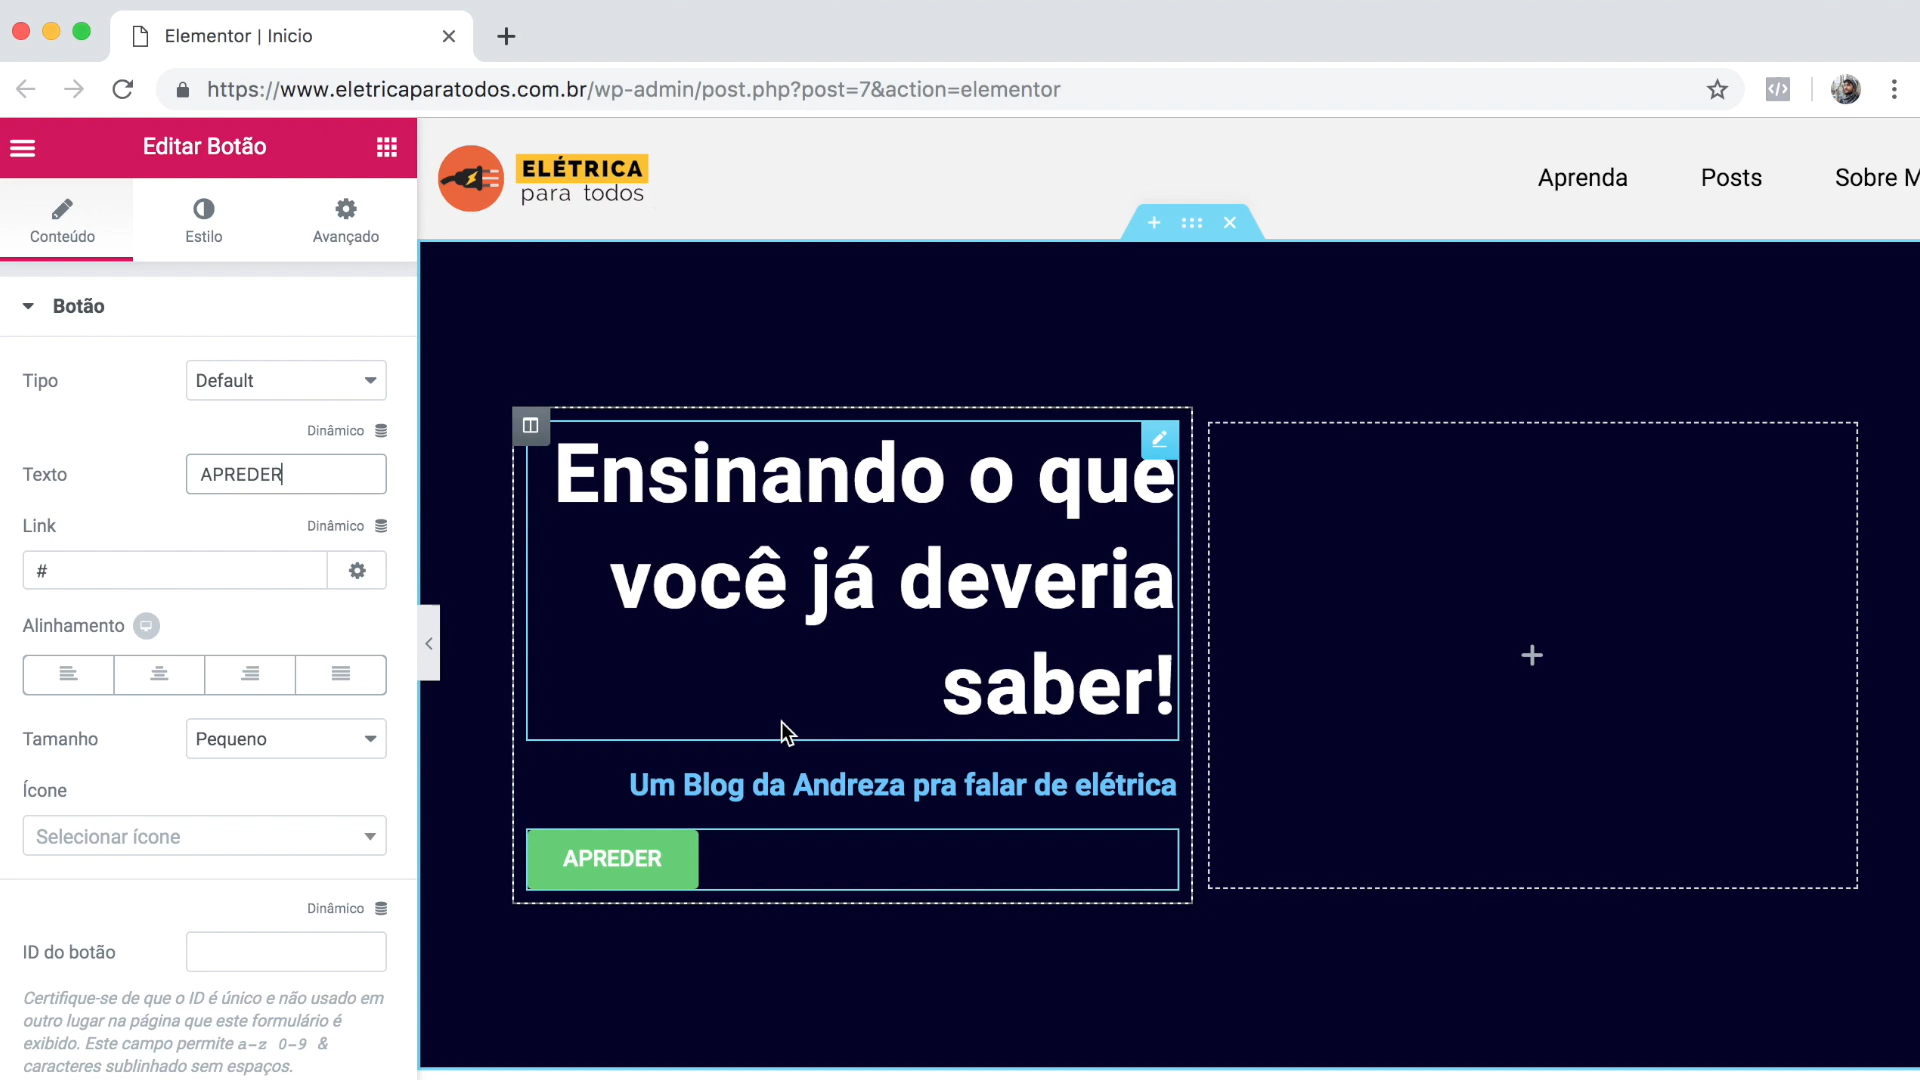 Elementor | Inicio
https://www.eletricaparatodos.com.br/wp-admin/post.php?post=7&action=elementor
Editar Botão
Conteúdo
Estilo
Avançado
Botão
Tipo
Default
Dinâmico
Texto
APREDER
Link
Dinâmico
#
Alinhamento
Tamanho
Pequeno
Ícone
Selecionar ícone
Dinâmico
ID do botão
Certifique-se de que o ID é único e não usado em
outro lugar na página que este formulário é
exibido. Este campo permite a-z 0-9 &
caracteres sublinhado sem espaços.
ELÉTRICA
para todos
Aprenda
Posts
Sobre M
Ensinando o que
você já deveria
saber!
Um Blog da Andreza pra falar de elétrica
APREDER